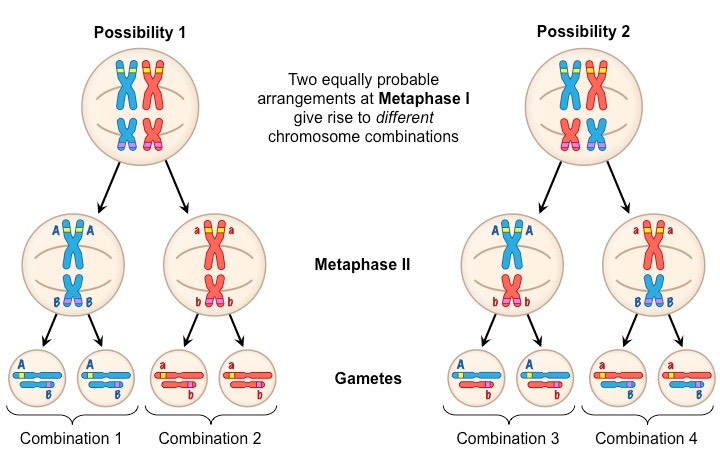 Possibility 1
Possibility 2
Two equally probable
arrangements at Metaphase I
give rise to different
chromosome combinations
A A
B B
a a
b b
Metaphase II
A A
b b
a a
B B
A
B
A
B
a
b
a
b
Gametes
A
b
A
b
a
B
a
B
Combination 1
Combination 2
Combination 3
Combination 4